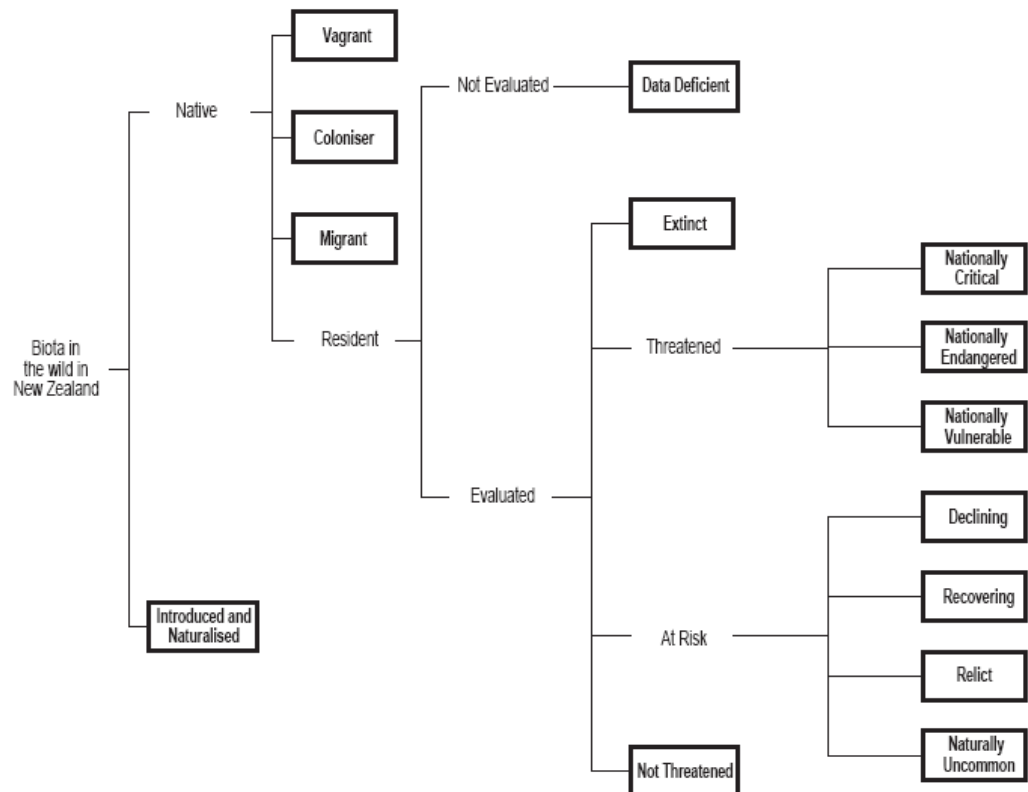 Vagrant
Native
Coloniser
Migrant
Resident
Biota in
the wild in
New Zealand
Introduced and
Naturalised
Not Evaluated
Data Deficient
Evaluated
Extinct
Threatened
Nationally
Critical
Nationally
Endangered
Nationally
Vulnerable
At Risk
Declining
Recovering
Relict
Naturally
Uncommon
Not Threatened